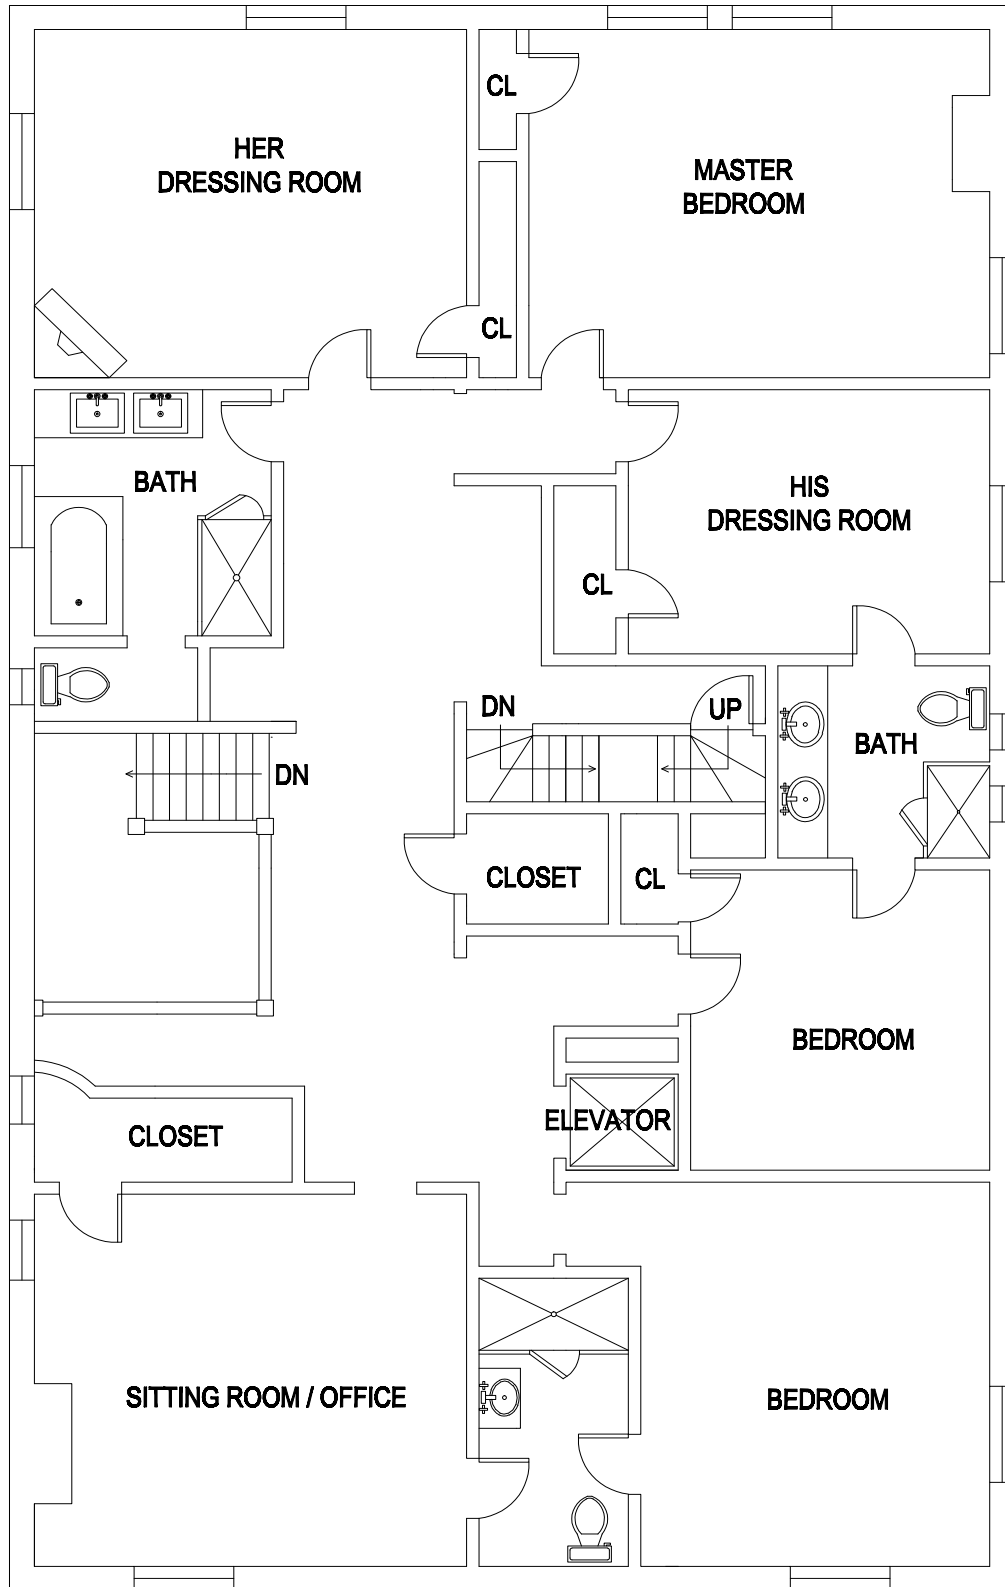 CL
HER
DRESSING ROOM
MASTER
BEDROOM
CL
BATH
HIS
DRESSING ROOM
CL
DN
UP
BATH
DN
CLOSET
CL
BEDROOM
ELEVATOR
CLOSET
SITTING ROOM / OFFICE
BEDROOM